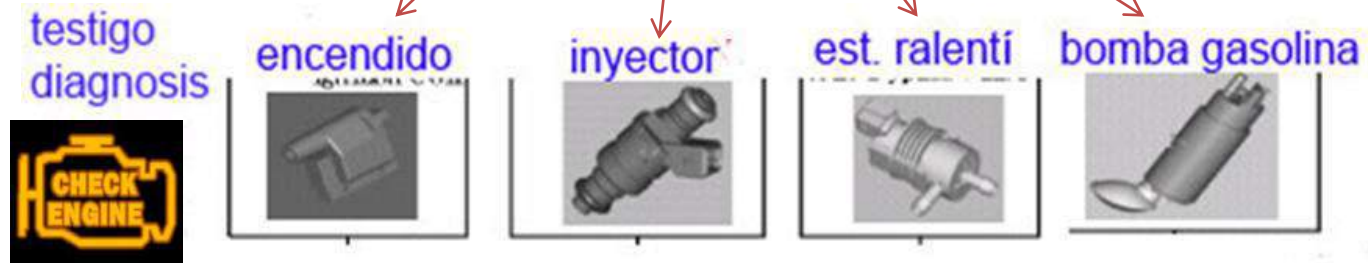 testigo
diagnosis
encendido
inyector
est. ralentí
bomba gasolina
CHECK
ENGINE